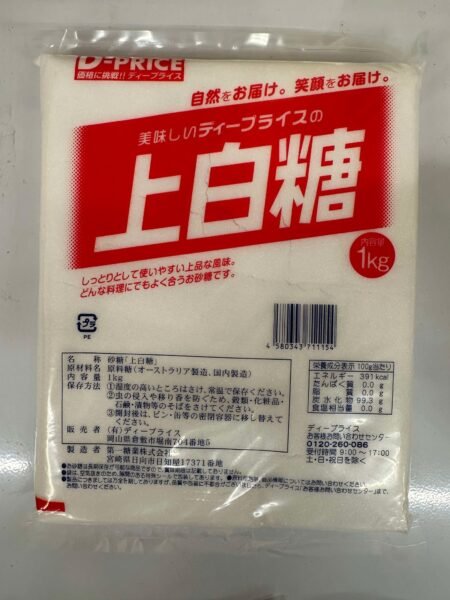 D-PRICE
価格に挑戦!! ディープライス
自然をお届け。笑顔をお届け。
美味しいディープライスの
上白糖
内容量
1kg
しっとりとして使いやすい上品な風味。
どんな料理にでもよく合うお砂糖です。
プラ
PE
4 580343 711154
名 称 砂糖「上白糖」
原材料名 原料糖（オーストラリア製造、国内製造）
内 容 量 1kg
保存方法 ①湿度の高いところはさけ、常温で保存ください。
②虫の侵入や移り香を防ぐため、穀類・化粧品・
石鹸・漬物等のそばをさけてください。
③開封後は、ビン・缶等の密閉容器に移し替えて
ください。
販 売 者 （有）ディープライス
岡山県倉敷市堀南704番地5
製 造 者 第一糖業株式会社
宮崎県日向市日知屋17371番地
栄養成分表示 100g当たり
エネルギー 391kcal
たんぱく質 0.0 g
脂 質 0.0 g
炭水化物 99.3 g
食塩相当量 0.0 g
ディープライス
お客様お問い合わせセンター
0120-260-086
受付時間 9:00〜17:00
土・日・祝日を除く